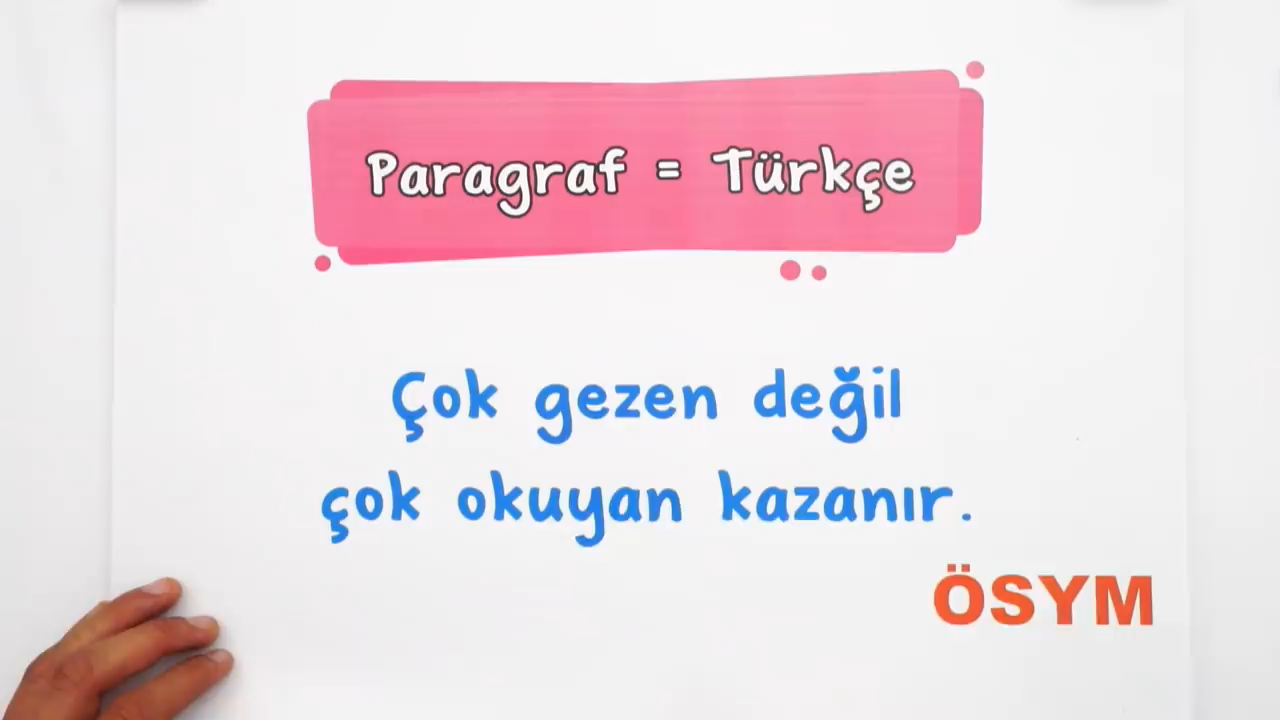 Paragraf = Türkçe
Çok gezen değil
çok okuyan kazanır.
ÖSYM